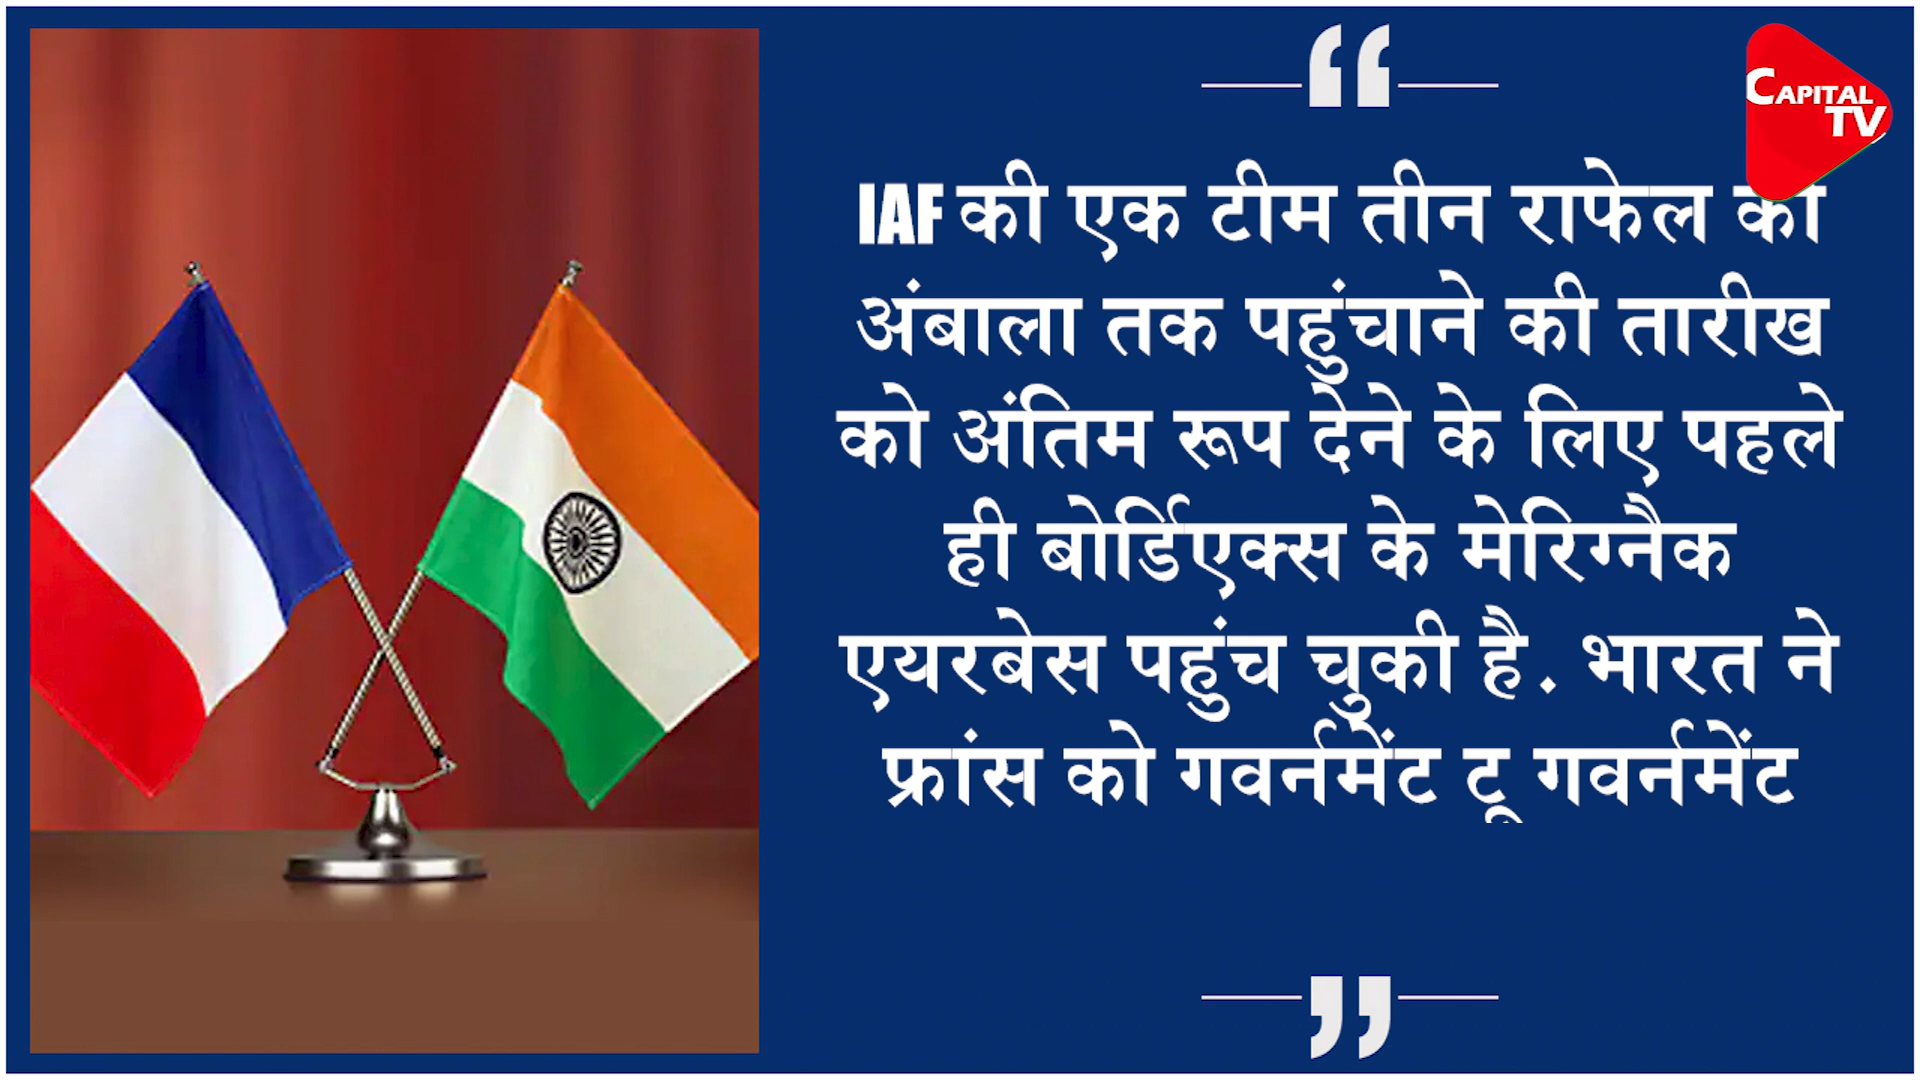 CAPITAL
TV
IAF की एक टीम तीन राफेल को
अंबाला तक पहुंचाने की तारीख
को अंतिम रूप देने के लिए पहले
ही बोर्डिएक्स के मेरिग्नैक
एयरबेस पहुंच चुकी है. भारत ने
फ्रांस को गवर्नमेंट टू गवर्नमेंट